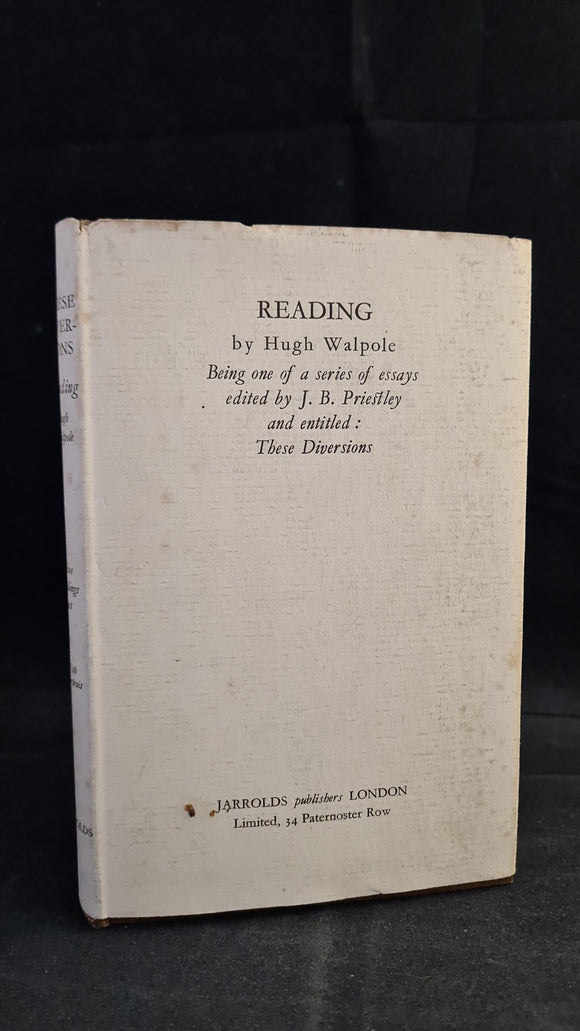 READING
by Hugh Walpole
Being one of a series of essays
edited by J. B. Priestley
and entitled :
These Diversions
JARROLDS publishers LONDON
Limited, 34 Paternoster Row